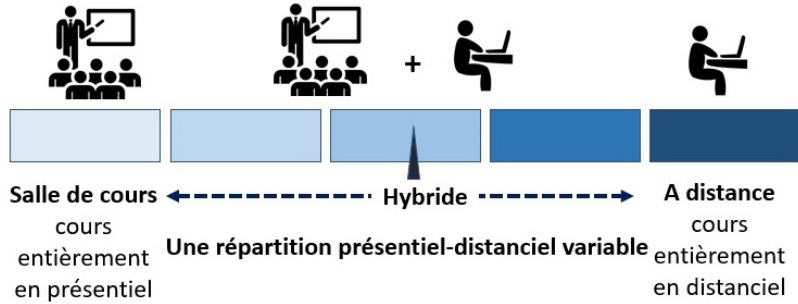 +
Salle de cours
cours
entièrement
en présentiel
Hybride
Une répartition présentiel-distanciel variable
A distance
cours
entièrement
en distanciel